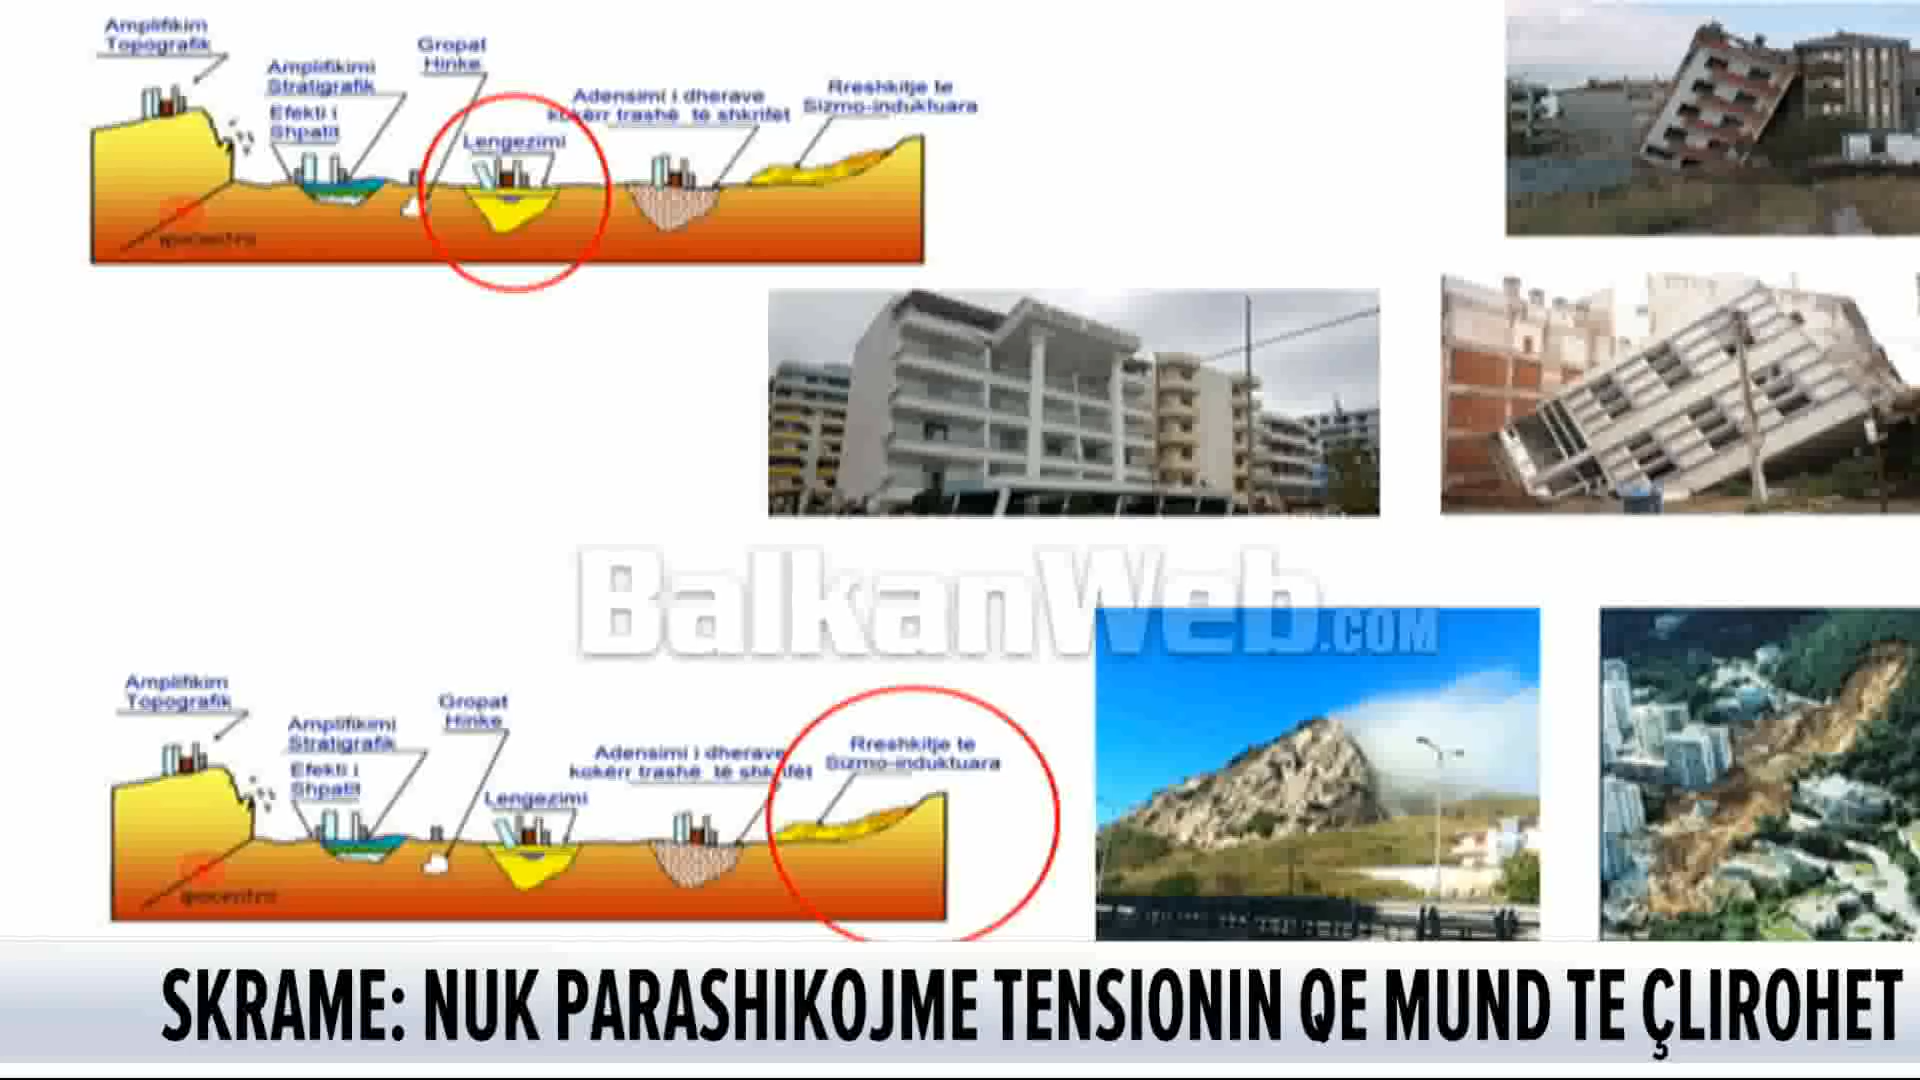 Amplifikim
Topografik
Gropat
Hinke
Amplifikimi
Stratigrafik
Efekti i
Shpatit
Lengezimi
Adensimi i dherave
kokërr trashë të shkrifët
Rreshkitje te
Sizmo-induktuara
BalkanWeb.COM
Amplifikim
Topografik
Gropat
Hinke
Amplifikimi
Stratigrafik
Efekti i
Shpatit
Lengezimi
Adensimi i dherave
kokërr trashë të shkrifët
Rreshkitje te
Sizmo-induktuara
SKRAME: NUK PARASHIKOJME TENSIONIN QE MUND TE ÇLIROHET